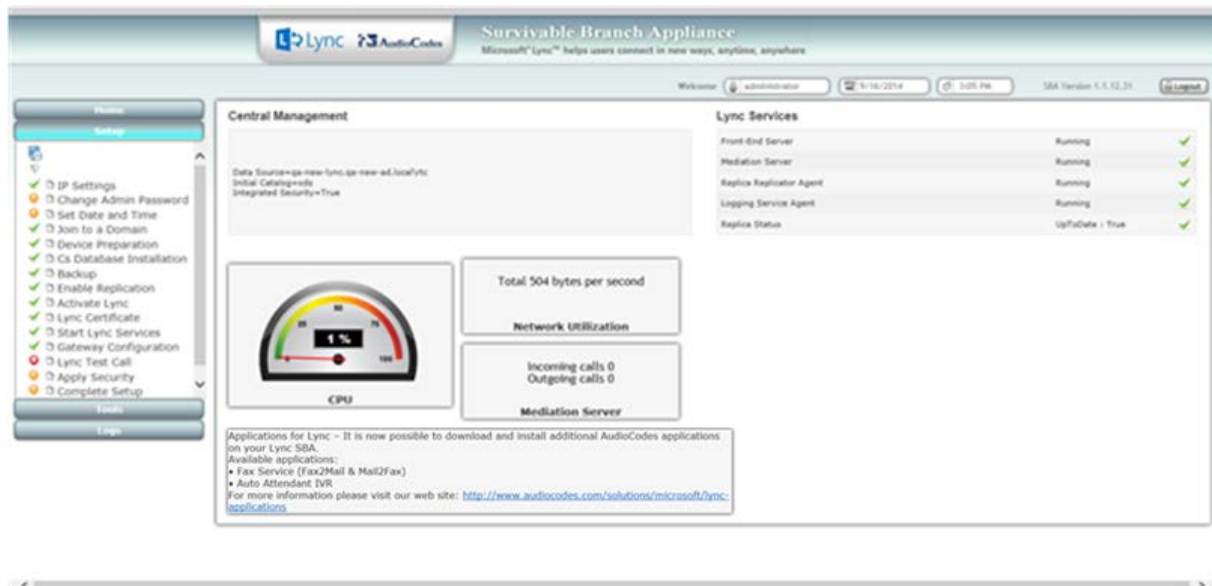 Lync AudioCodes
Survivable Branch Appliance
Microsoft® Lync™ helps users connect in new ways, anytime, anywhere
Welcome administrator 9/16/2014 3:05 PM SBA Version 1.1.12.31 Logout
Home
Setup
IP Settings
Change Admin Password
Set Date and Time
Join to a Domain
Device Preparation
Cs Database Installation
Backup
Enable Replication
Activate Lync
Lync Certificate
Start Lync Services
Gateway Configuration
Lync Test Call
Apply Security
Complete Setup
Tools
Logs
Central Management
Data Source=qa-new-lync.qa-new-ad.local\rtc
Initial Catalog=xds
Integrated Security=True
Lync Services
Front-End Server Running
Mediation Server Running
Replica Replicator Agent Running
Logging Service Agent Running
Replica Status UpToDate : True
0 25 50 75 100
1 %
CPU
Total 504 bytes per second
Network Utilization
Incoming calls 0
Outgoing calls 0
Mediation Server
Applications for Lync – It is now possible to download and install additional AudioCodes applications
on your Lync SBA.
Available applications:
• Fax Service (Fax2Mail & Mail2Fax)
• Auto Attendant IVR
For more information please visit our web site: http://www.audiocodes.com/solutions/microsoft/lync-
applications